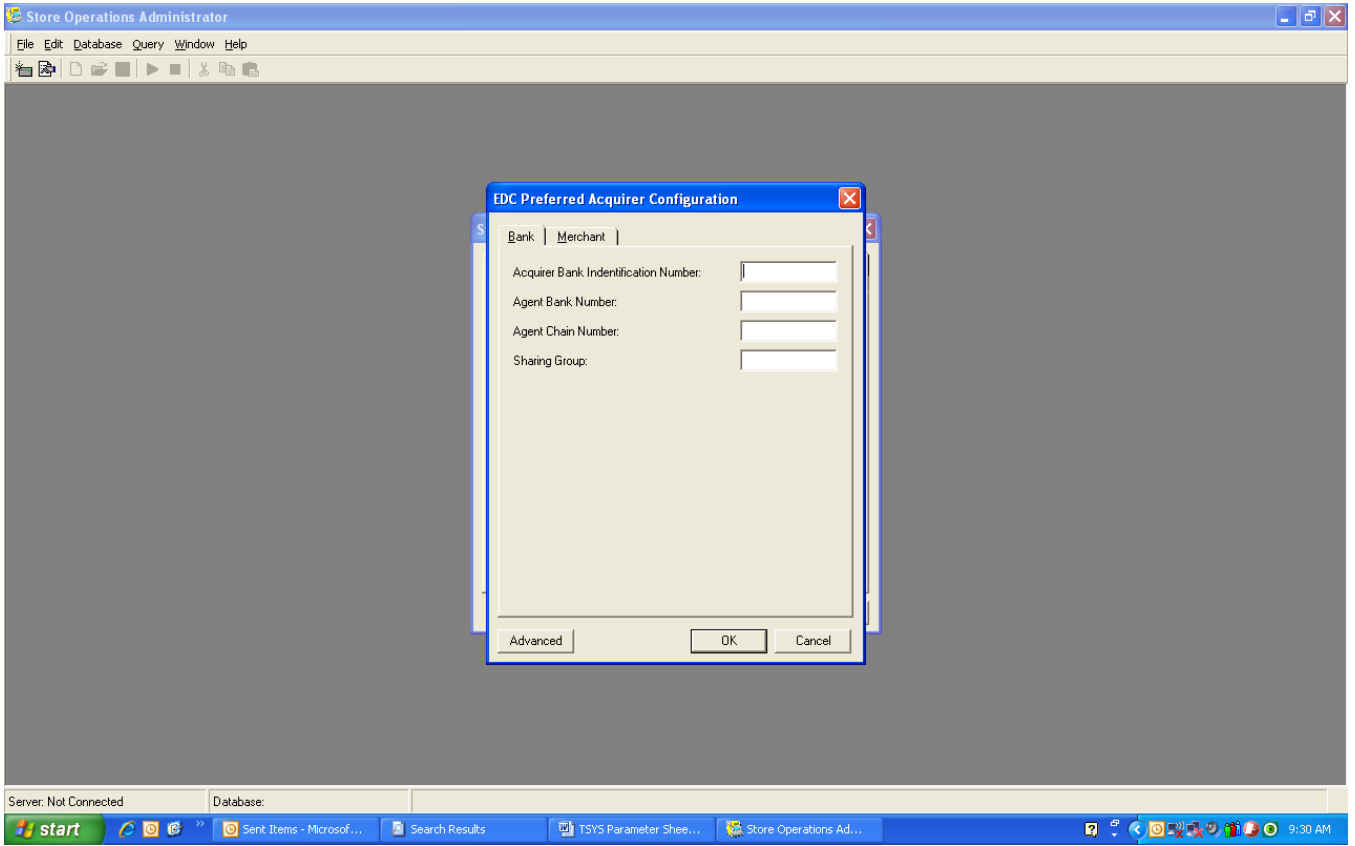 Store Operations Administrator
File Edit Database Query Window Help
EDC Preferred Acquirer Configuration
S
Bank Merchant
Acquirer Bank Indentification Number:
Agent Bank Number:
Agent Chain Number:
Sharing Group:
Advanced OK Cancel
Server: Not Connected Database:
start » Sent Items - Microsof... Search Results TSYS Parameter Shee... Store Operations Ad... 9:30 AM